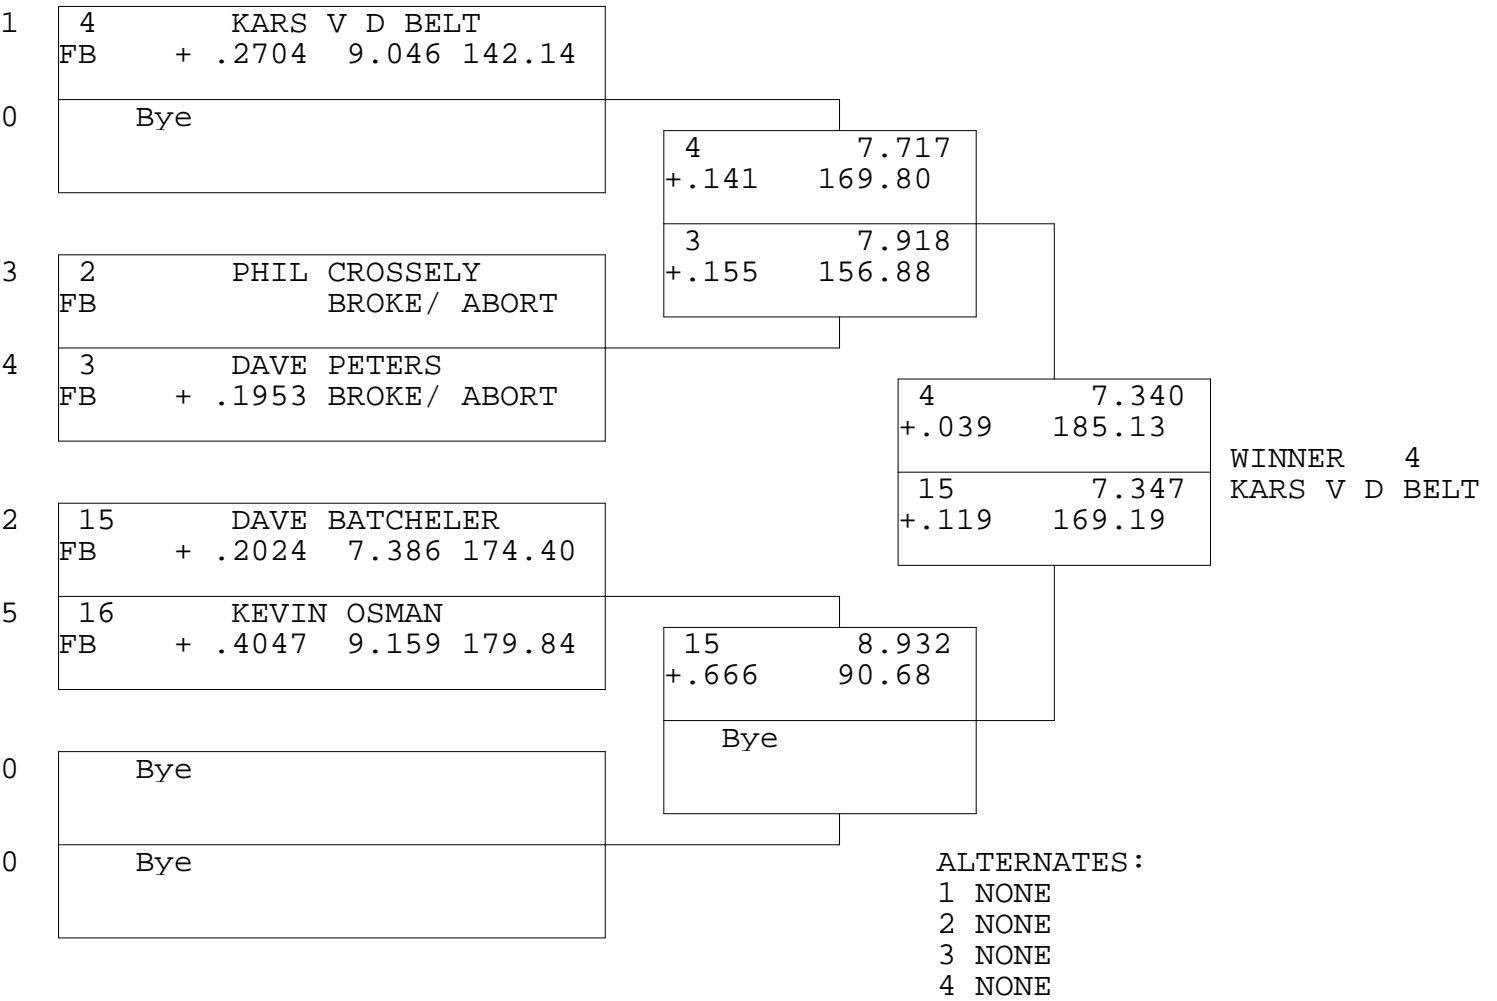 1 4 KARS V D BELT
FB + .2704 9.046 142.14
0 Bye
3 2 PHIL CROSSELY
FB BROKE/ ABORT
4 3 DAVE PETERS
FB + .1953 BROKE/ ABORT
2 15 DAVE BATCHELER
FB + .2024 7.386 174.40
5 16 KEVIN OSMAN
FB + .4047 9.159 179.84
0 Bye
0 Bye
4 7.717
+.141 169.80
3 7.918
+.155 156.88
15 8.932
+.666 90.68
Bye
4 7.340
+.039 185.13
15 7.347
+.119 169.19
WINNER 4
KARS V D BELT
ALTERNATES:
1 NONE
2 NONE
3 NONE
4 NONE